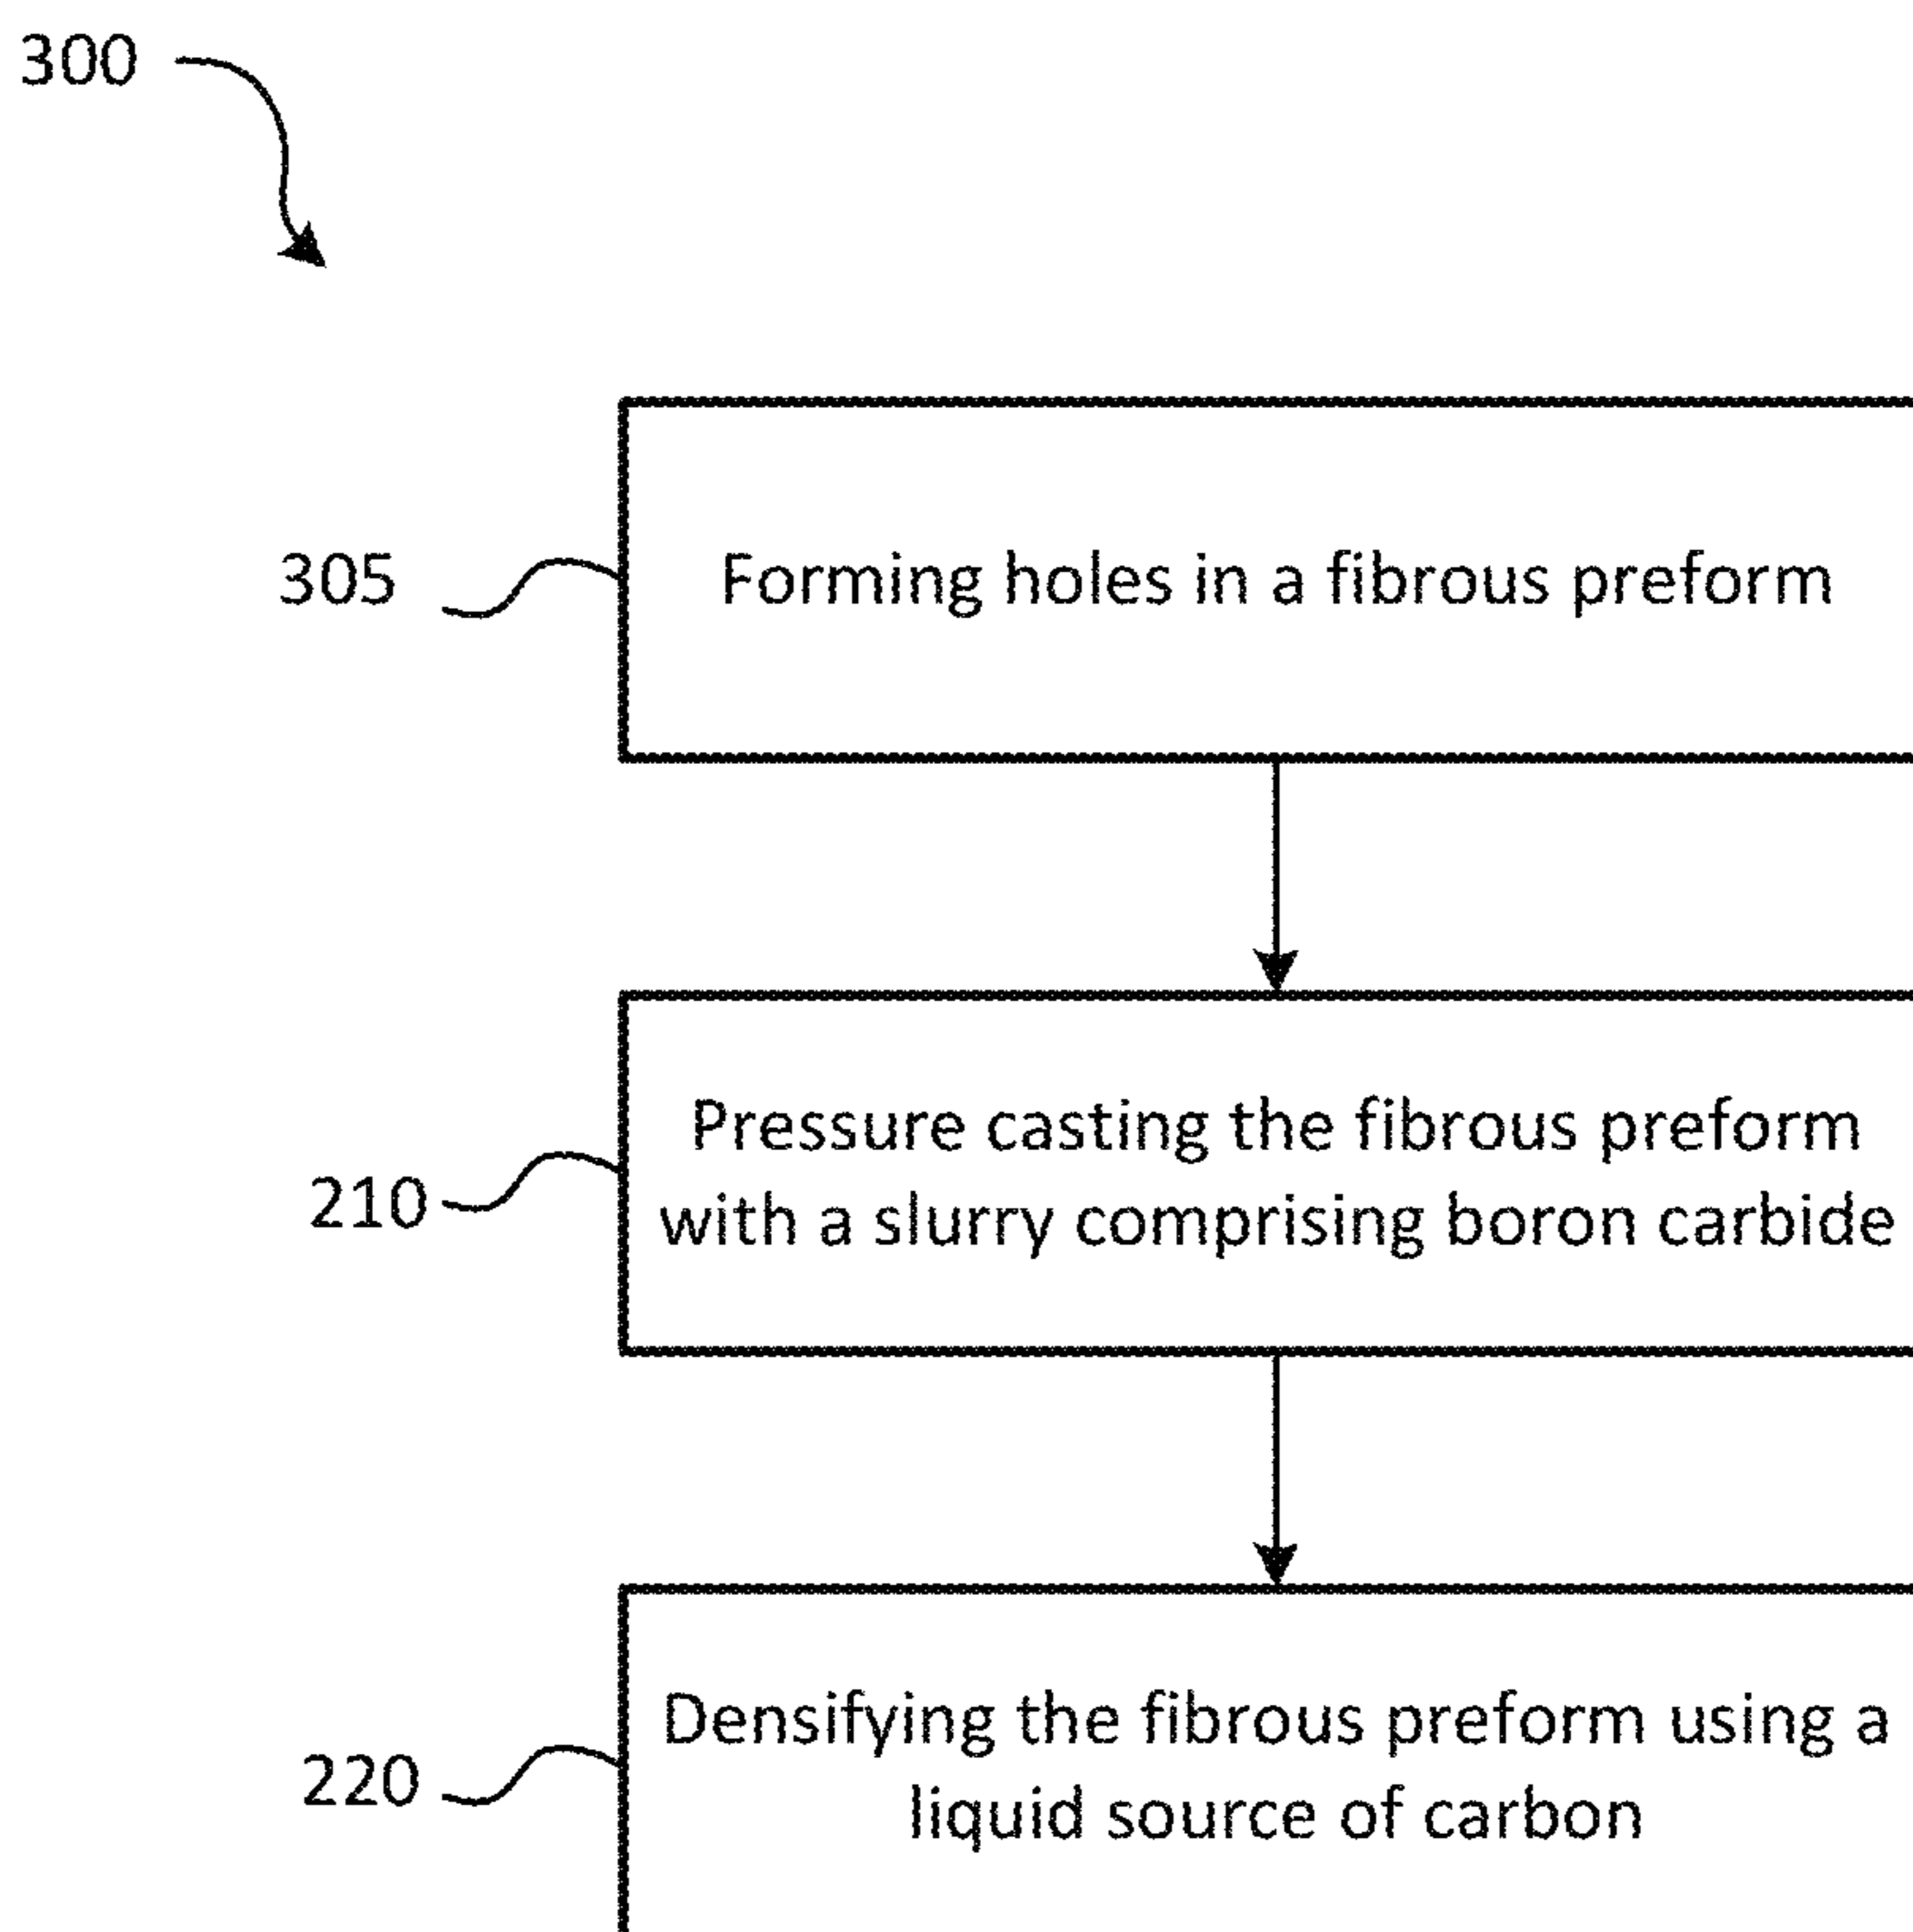 300
305
Forming holes in a fibrous preform
Pressure casting the fibrous preform
210
with a slurry comprising boron carbide
Densifying the fibrous preform using a
220
liquid source of carbon